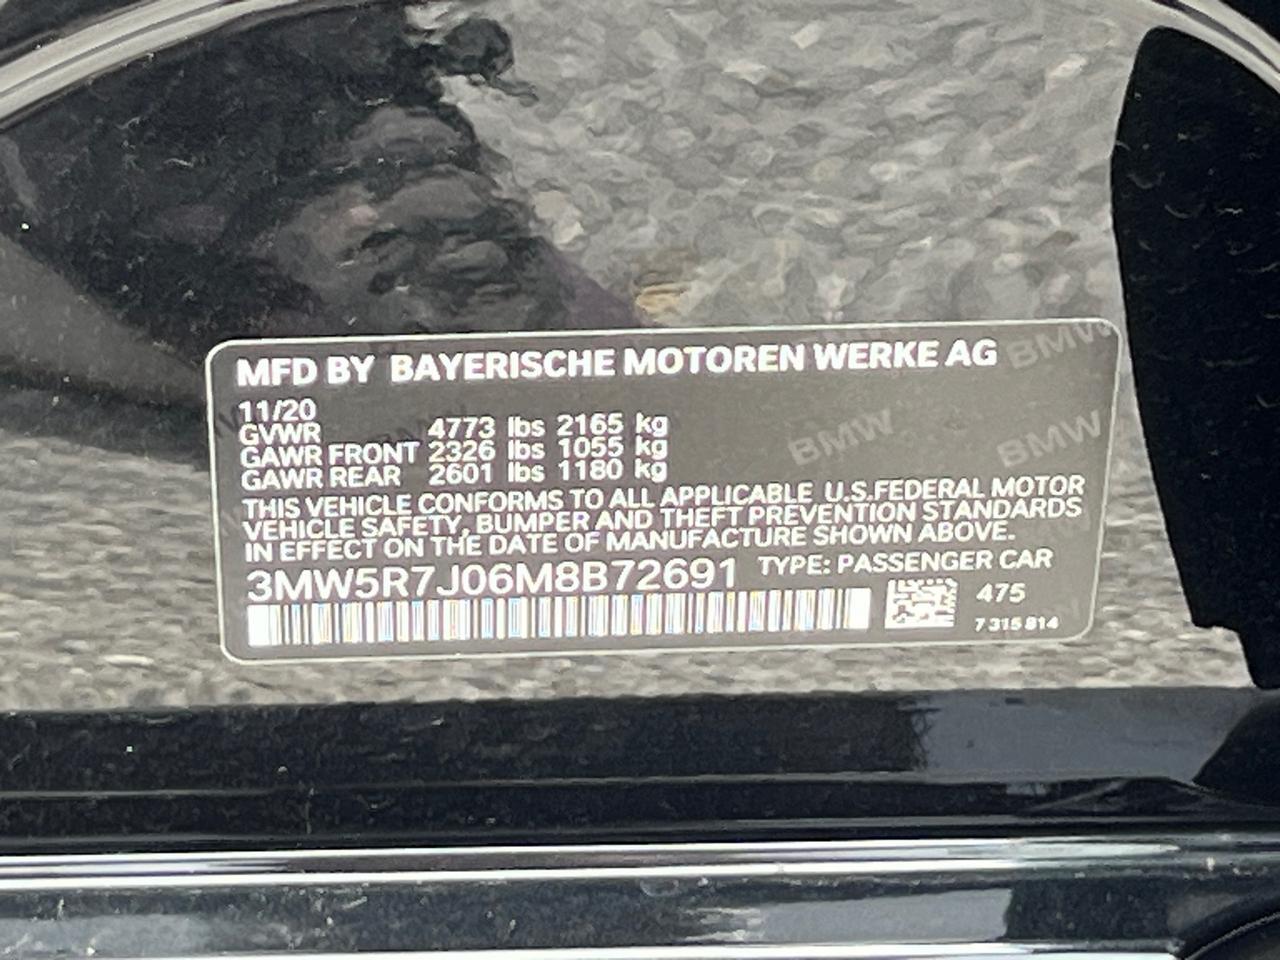 MFD BY BAYERISCHE MOTOREN WERKE AG
11/20
GVWR 4773 lbs 2165 kg
GAWR FRONT 2326 lbs 1055 kg
GAWR REAR 2601 lbs 1180 kg
THIS VEHICLE CONFORMS TO ALL APPLICABLE U.S.FEDERAL MOTOR
VEHICLE SAFETY, BUMPER AND THEFT PREVENTION STANDARDS
IN EFFECT ON THE DATE OF MANUFACTURE SHOWN ABOVE.
3MW5R7J06M8B72691 TYPE: PASSENGER CAR
475
7 315 814
BMW
BMW
BMW